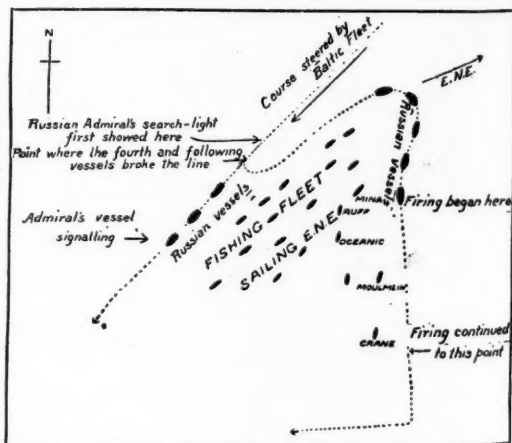 N
Course steered by
Baltic Fleet
E.N.E.
Russian Admiral's search-light
first showed here
Point where the fourth and following
vessels broke the line
Russian Vessels
Russian vessels
FISHING FLEET
SAILING E.N.E.
MINA
RUFF
Firing began here
Admiral's vessel
signalling
OCEANIC
MOULMEIN
CRANE
Firing continued
to this point